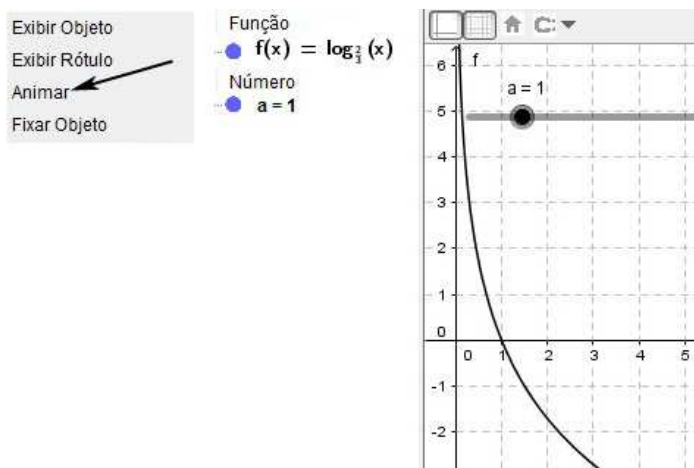 Exibir Objeto
Exibir Rótulo
Animar
Fixar Objeto
Função
f(x) = log_{2/3} (x)
Número
a = 1
f
a = 1
6
5
4
3
2
1
0
-1
-2
0 1 2 3 4 5